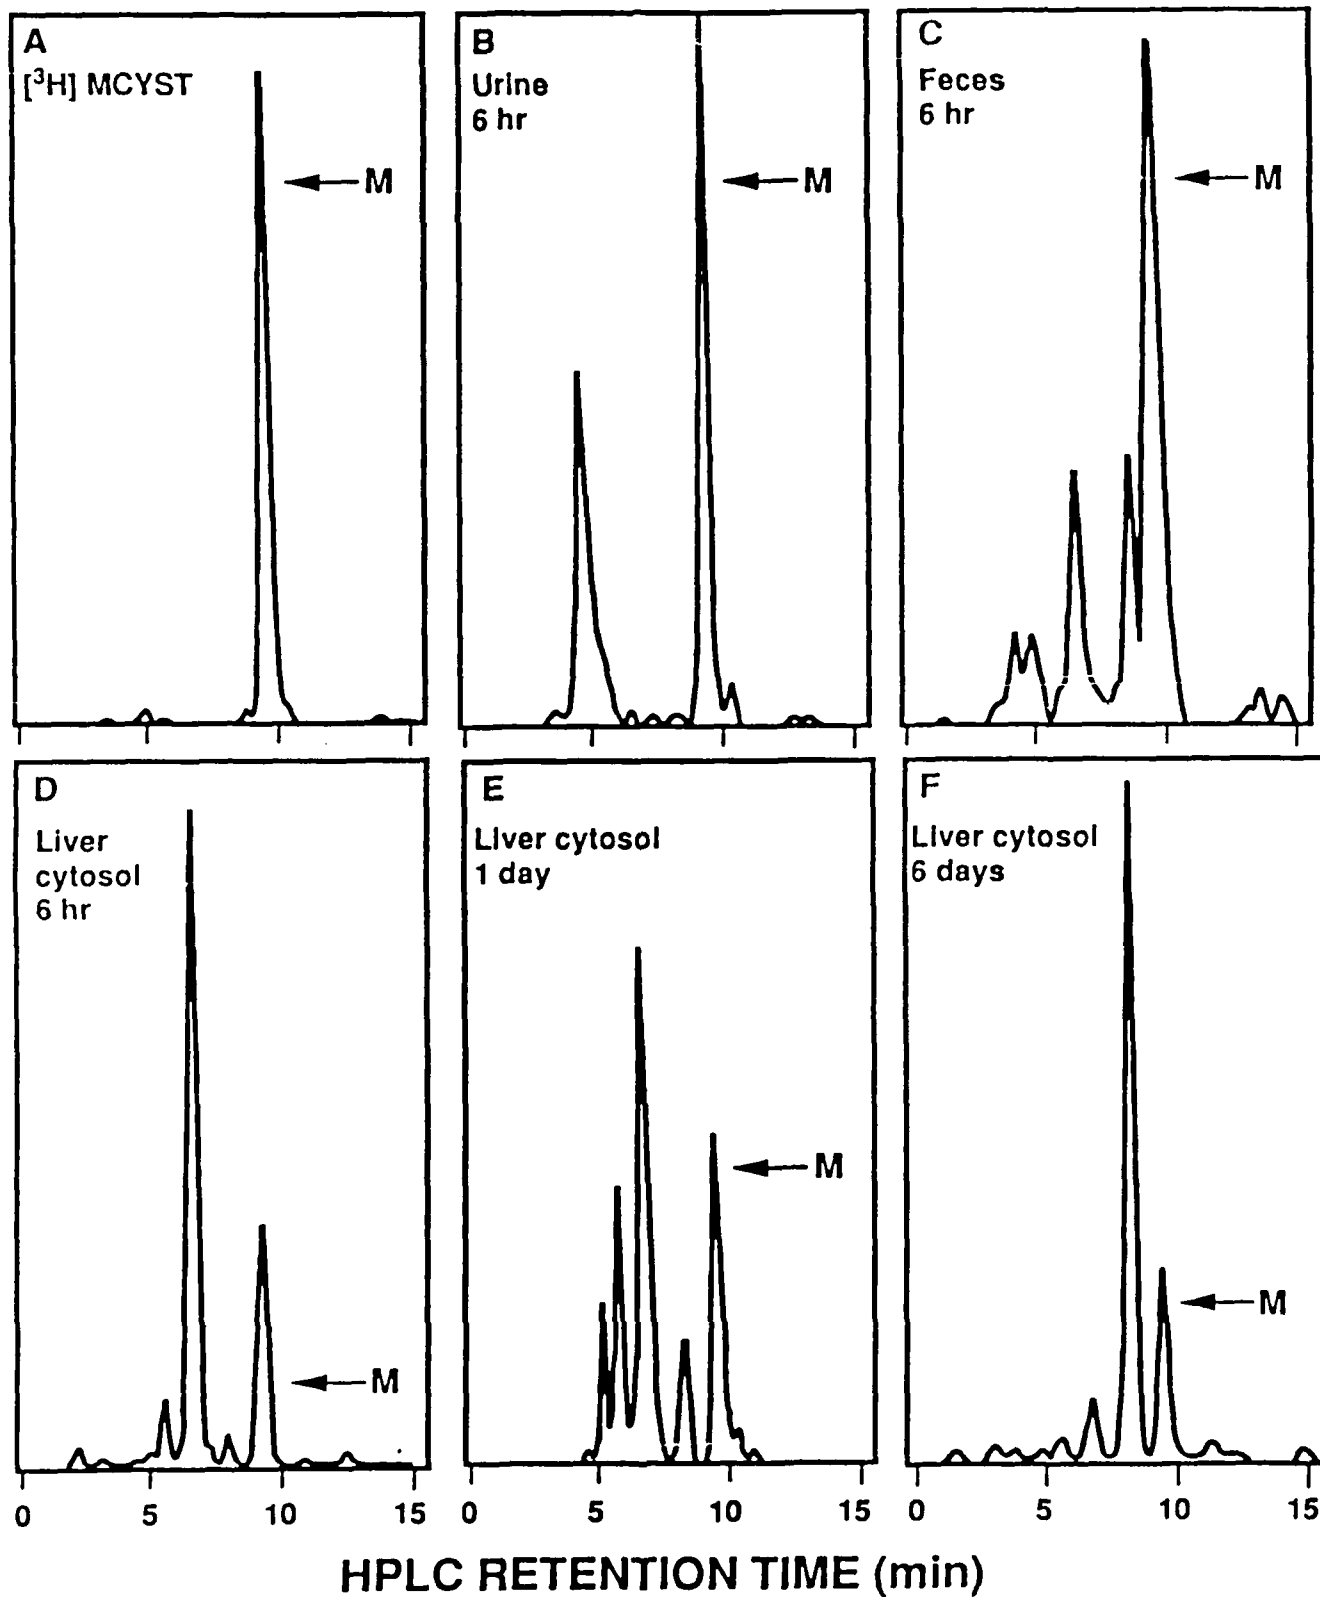 A
[³H] MCYST
M
B
Urine
6 hr
M
C
Feces
6 hr
M
D
Liver
cytosol
6 hr
M
E
Liver cytosol
1 day
M
F
Liver cytosol
6 days
M
0 5 10 15 0 5 10 15 0 5 10 15
HPLC RETENTION TIME (min)